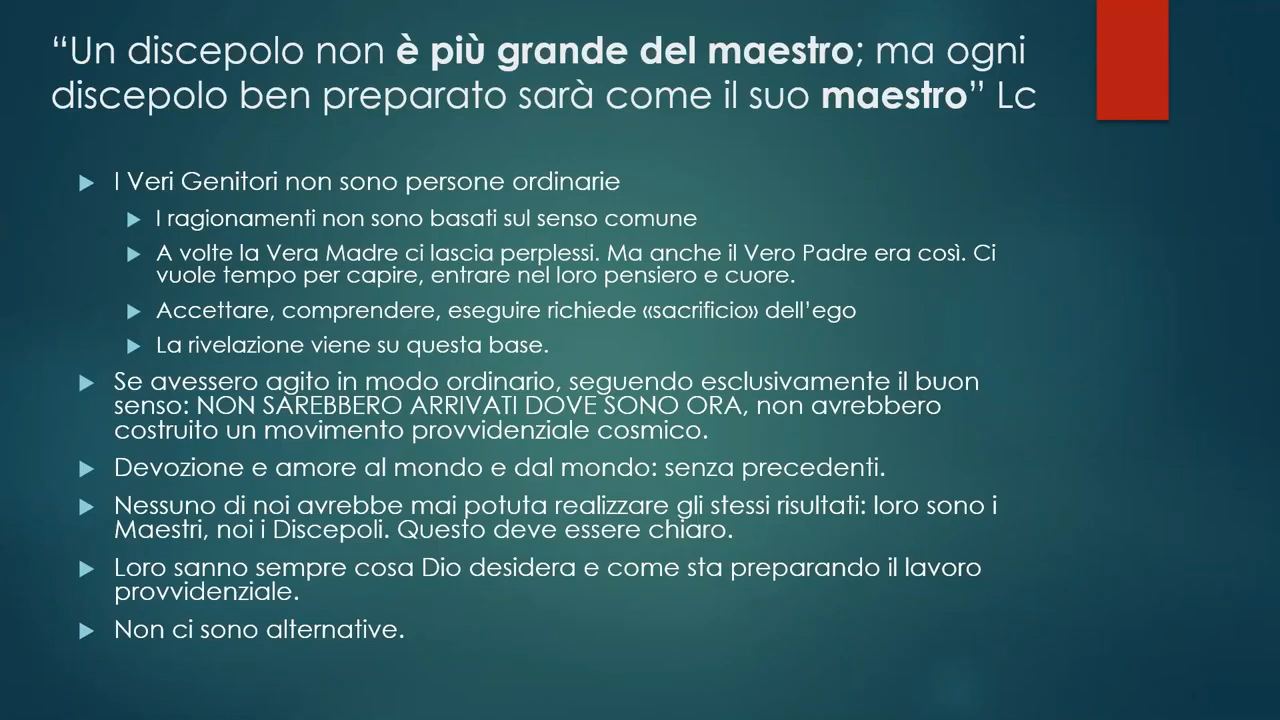 “Un discepolo non è più grande del maestro; ma ogni
discepolo ben preparato sarà come il suo maestro” Lc
I Veri Genitori non sono persone ordinarie
I ragionamenti non sono basati sul senso comune
A volte la Vera Madre ci lascia perplessi. Ma anche il Vero Padre era così. Ci
vuole tempo per capire, entrare nel loro pensiero e cuore.
Accettare, comprendere, eseguire richiede «sacrificio» dell’ego
La rivelazione viene su questa base.
Se avessero agito in modo ordinario, seguendo esclusivamente il buon
senso: NON SAREBBERO ARRIVATI DOVE SONO ORA, non avrebbero
costruito un movimento provvidenziale cosmico.
Devozione e amore al mondo e dal mondo: senza precedenti.
Nessuno di noi avrebbe mai potuta realizzare gli stessi risultati: loro sono i
Maestri, noi i Discepoli. Questo deve essere chiaro.
Loro sanno sempre cosa Dio desidera e come sta preparando il lavoro
provvidenziale.
Non ci sono alternative.